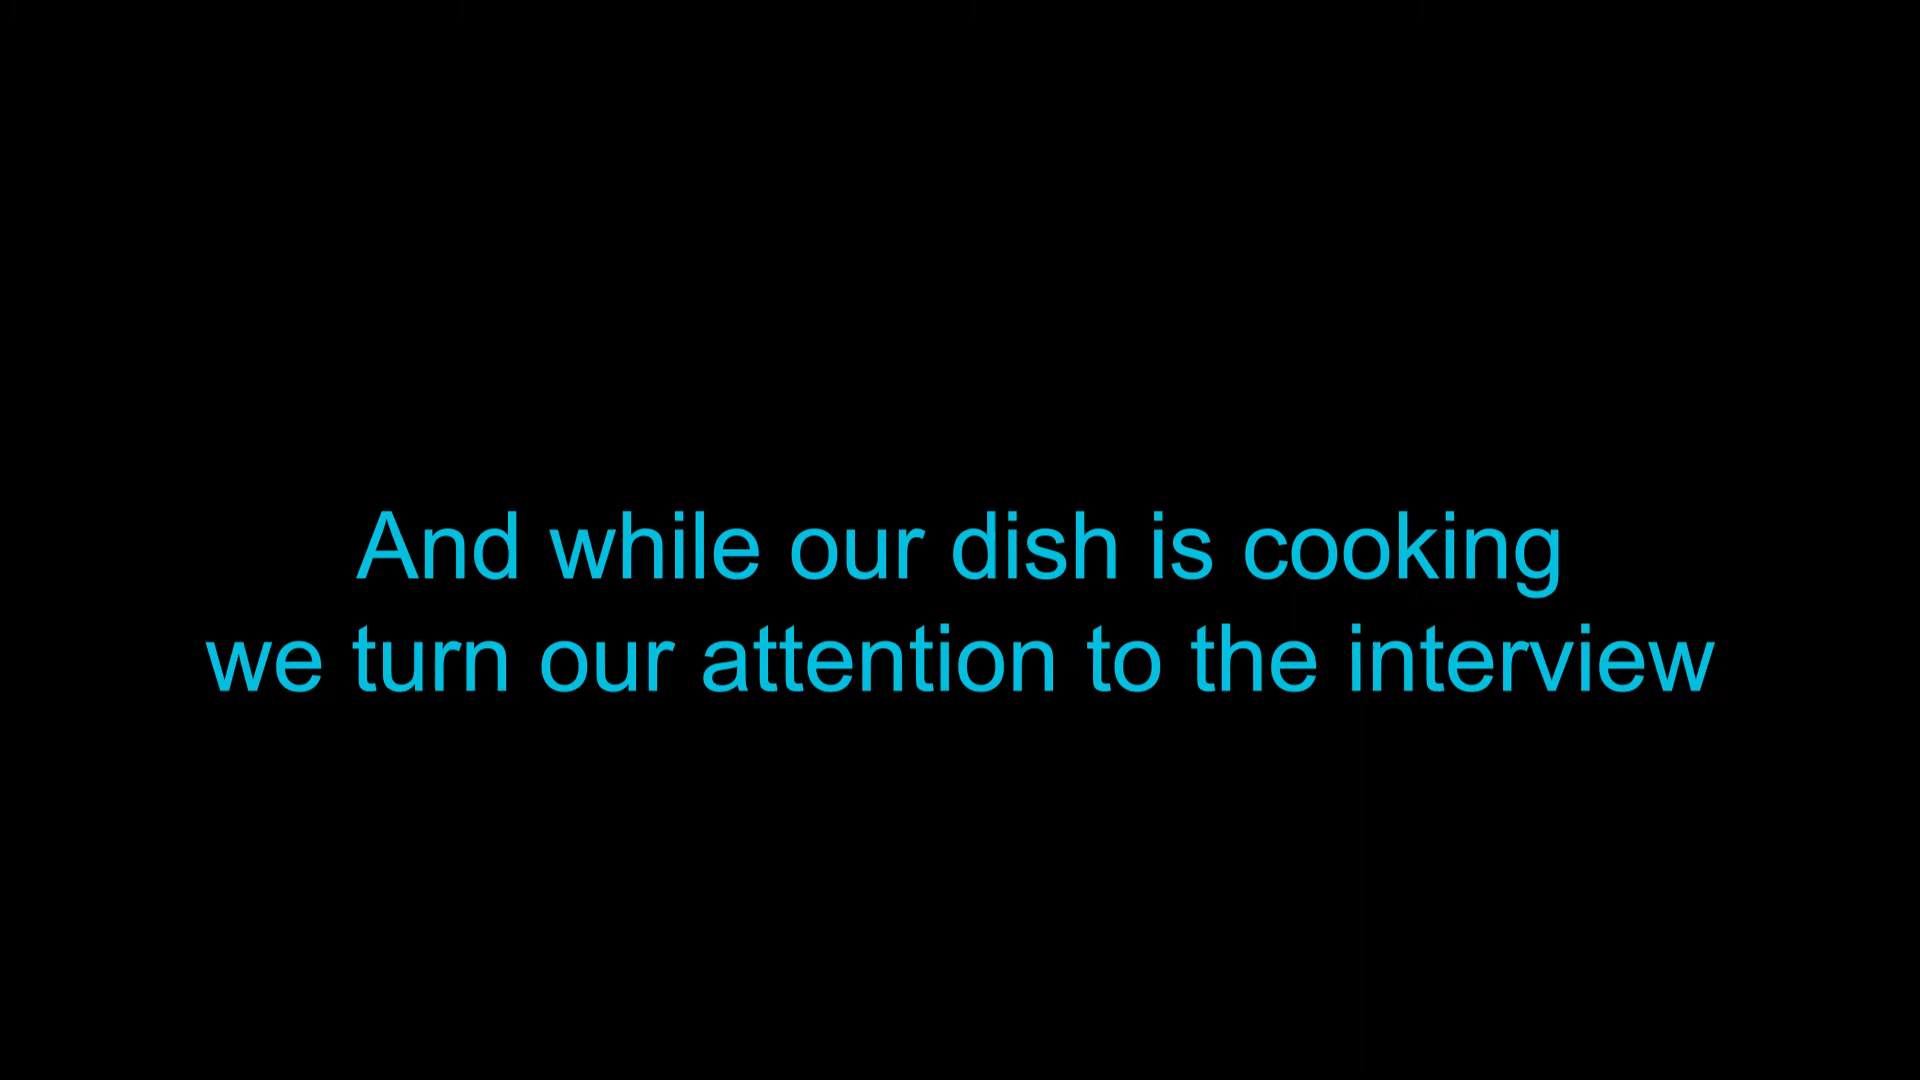 And while our dish is cooking
we turn our attention to the interview